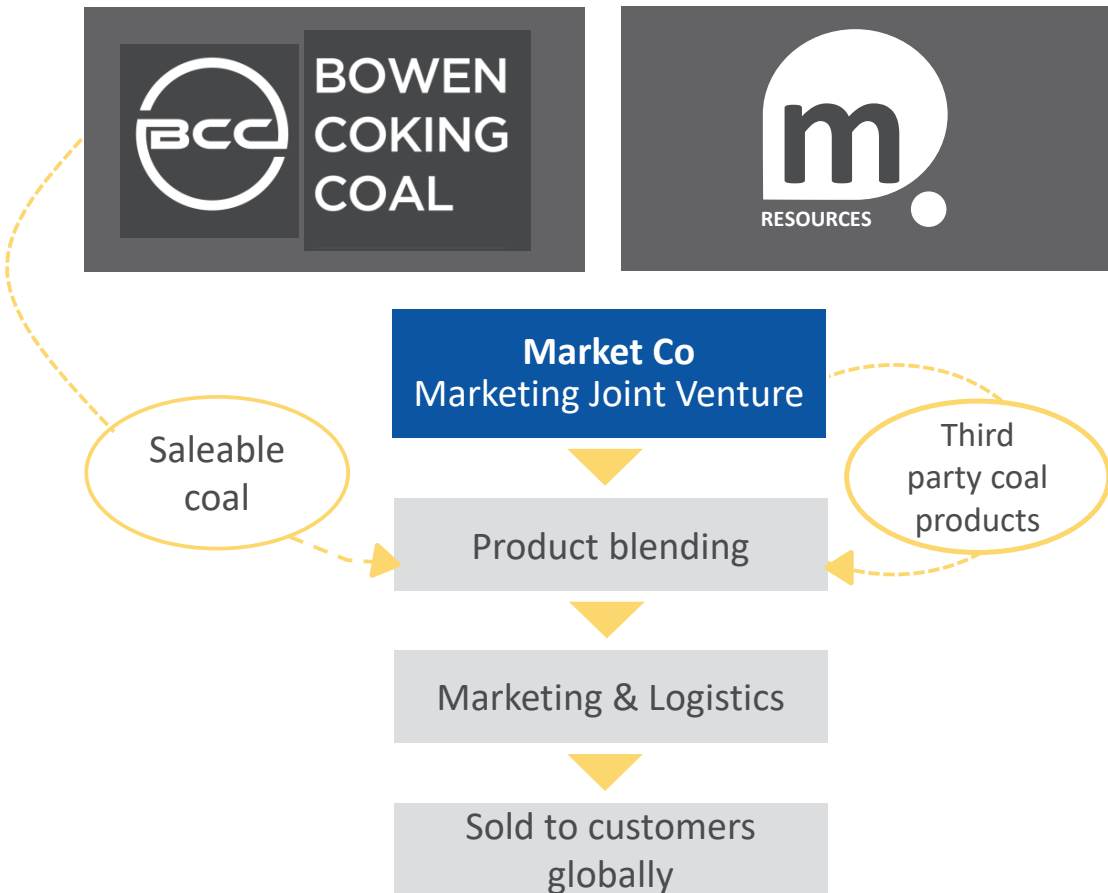 BCC
BOWEN
COKING
COAL
m
RESOURCES
Market Co
Marketing Joint Venture
Saleable
coal
Third
party coal
products
Product blending
Marketing & Logistics
Sold to customers
globally